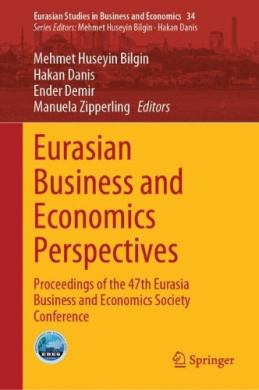 Eurasian Studies in Business and Economics 34
Series Editors: Mehmet Huseyin Bilgin · Hakan Danis
Mehmet Huseyin Bilgin
Hakan Danis
Ender Demir
Manuela Zipperling Editors
Eurasian
Business and
Economics
Perspectives
Proceedings of the 47th Eurasia
Business and Economics Society
Conference
EBES
Springer